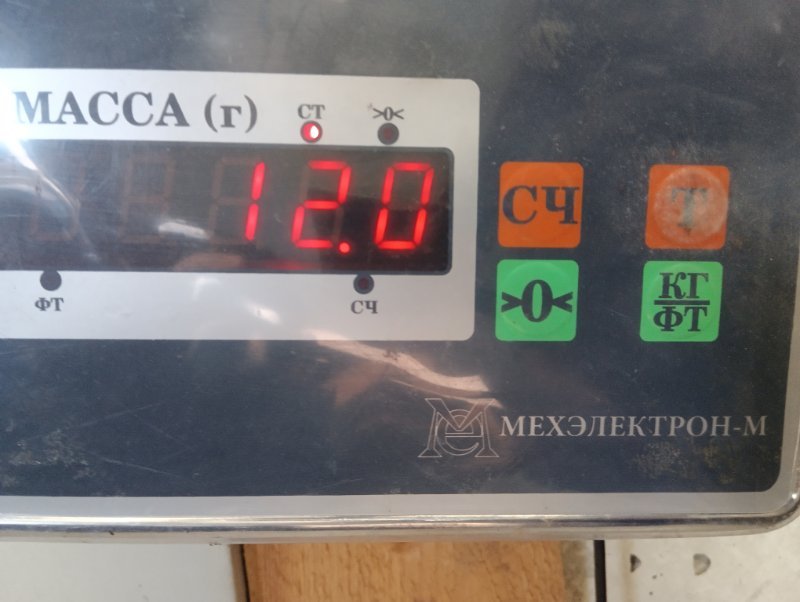 МАССА (г)
СТ
>0<
12.0
ФТ
СЧ
СЧ
Т
>0<
КГ
ФТ
МЕХЭЛЕКТРОН-М